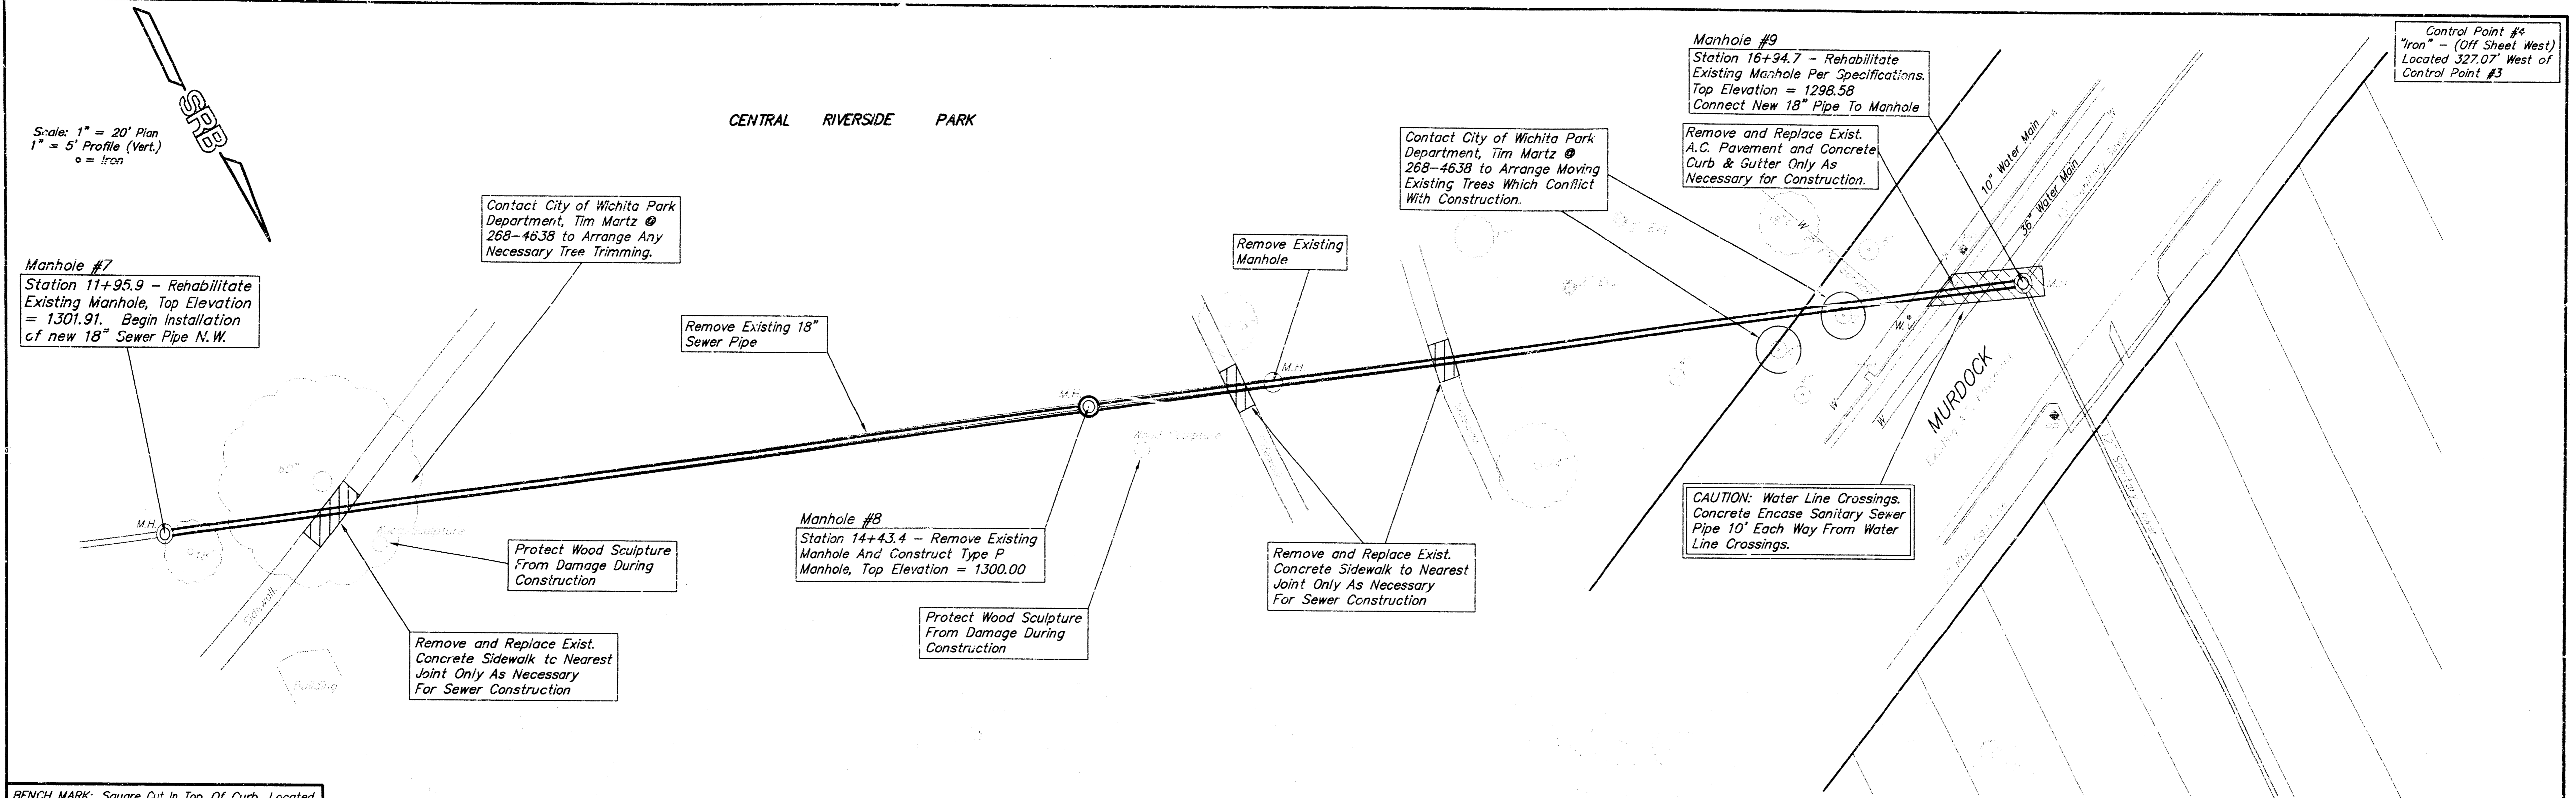 SRB
Scale: 1" = 20' Plan
1" = 5' Profile (Vert.)
o = Iron
CENTRAL RIVERSIDE PARK
Control Point #4
"Iron" - (Off Sheet West)
Located 327.07' West of
Control Point #3
Manhole #9
Station 16+94.7 - Rehabilitate
Existing Manhole Per Specifications.
Top Elevation = 1298.58
Connect New 18" Pipe To Manhole
Remove and Replace Exist.
A.C. Pavement and Concrete
Curb & Gutter Only As
Necessary for Construction.
Contact City of Wichita Park
Department, Tim Martz @
268-4638 to Arrange Moving
Existing Trees Which Conflict
With Construction.
10" Water Main
36" Water Main
Contact City of Wichita Park
Department, Tim Martz @
268-4638 to Arrange Any
Necessary Tree Trimming.
Remove Existing
Manhole
Manhole #7
Station 11+95.9 - Rehabilitate
Existing Manhole, Top Elevation
= 1301.91. Begin Installation
of new 18" Sewer Pipe N.W.
Remove Existing 18"
Sewer Pipe
M.H.
M.H.
M.H.
M.H.
W
W
W
W.V.
MURDOCK
60"
18"
Wood Sculpture
Wood Sculpture
Sidewalk
Building
Manhole #8
Station 14+43.4 - Remove Existing
Manhole And Construct Type P
Manhole, Top Elevation = 1300.00
Protect Wood Sculpture
From Damage During
Construction
Protect Wood Sculpture
From Damage During
Construction
Remove and Replace Exist.
Concrete Sidewalk to Nearest
Joint Only As Necessary
For Sewer Construction
Remove and Replace Exist.
Concrete Sidewalk to Nearest
Joint Only As Necessary
For Sewer Construction
CAUTION: Water Line Crossings.
Concrete Encase Sanitary Sewer
Pipe 10' Each Way From Water
Line Crossings.
BENCH MARK: Square Cut In Top Of Curb, Located